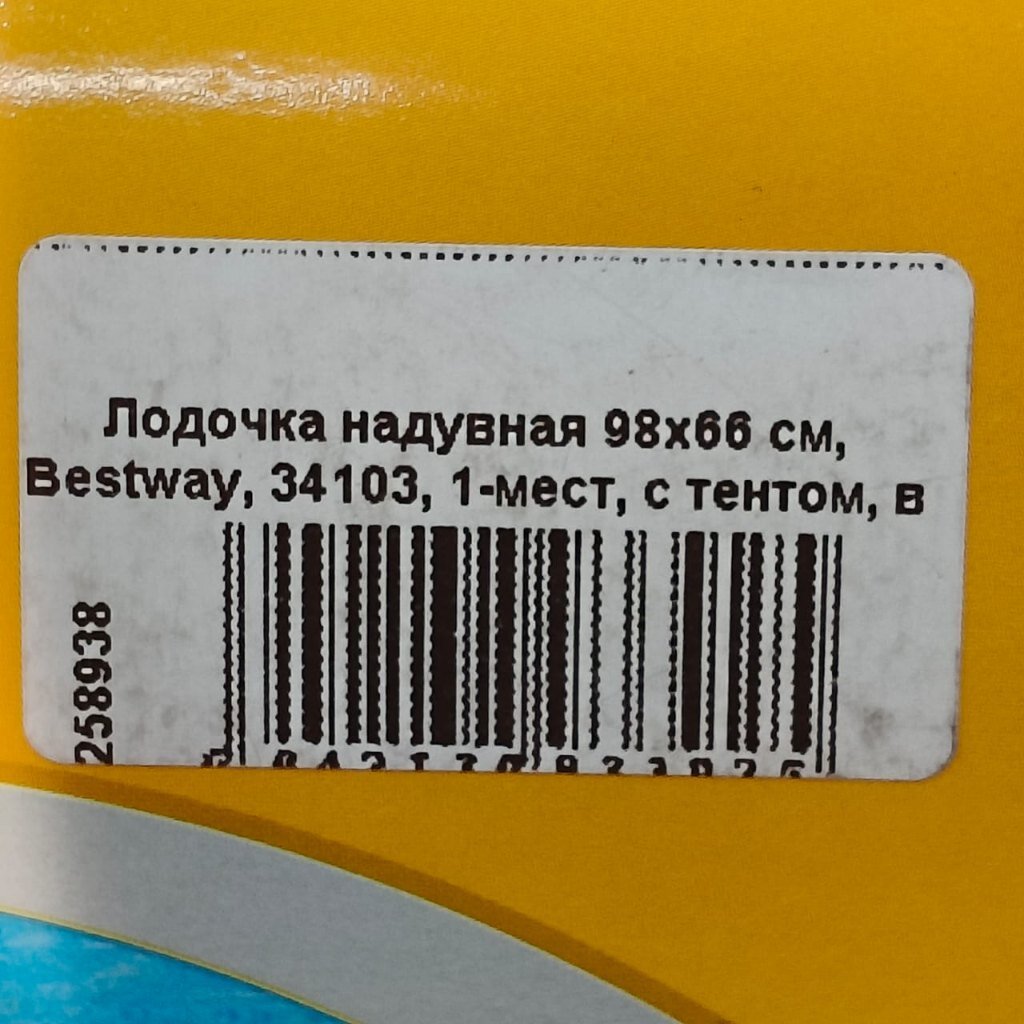 Лодочка надувная 98х66 см,
Bestway, 34103, 1-мест, с тентом, в
258938